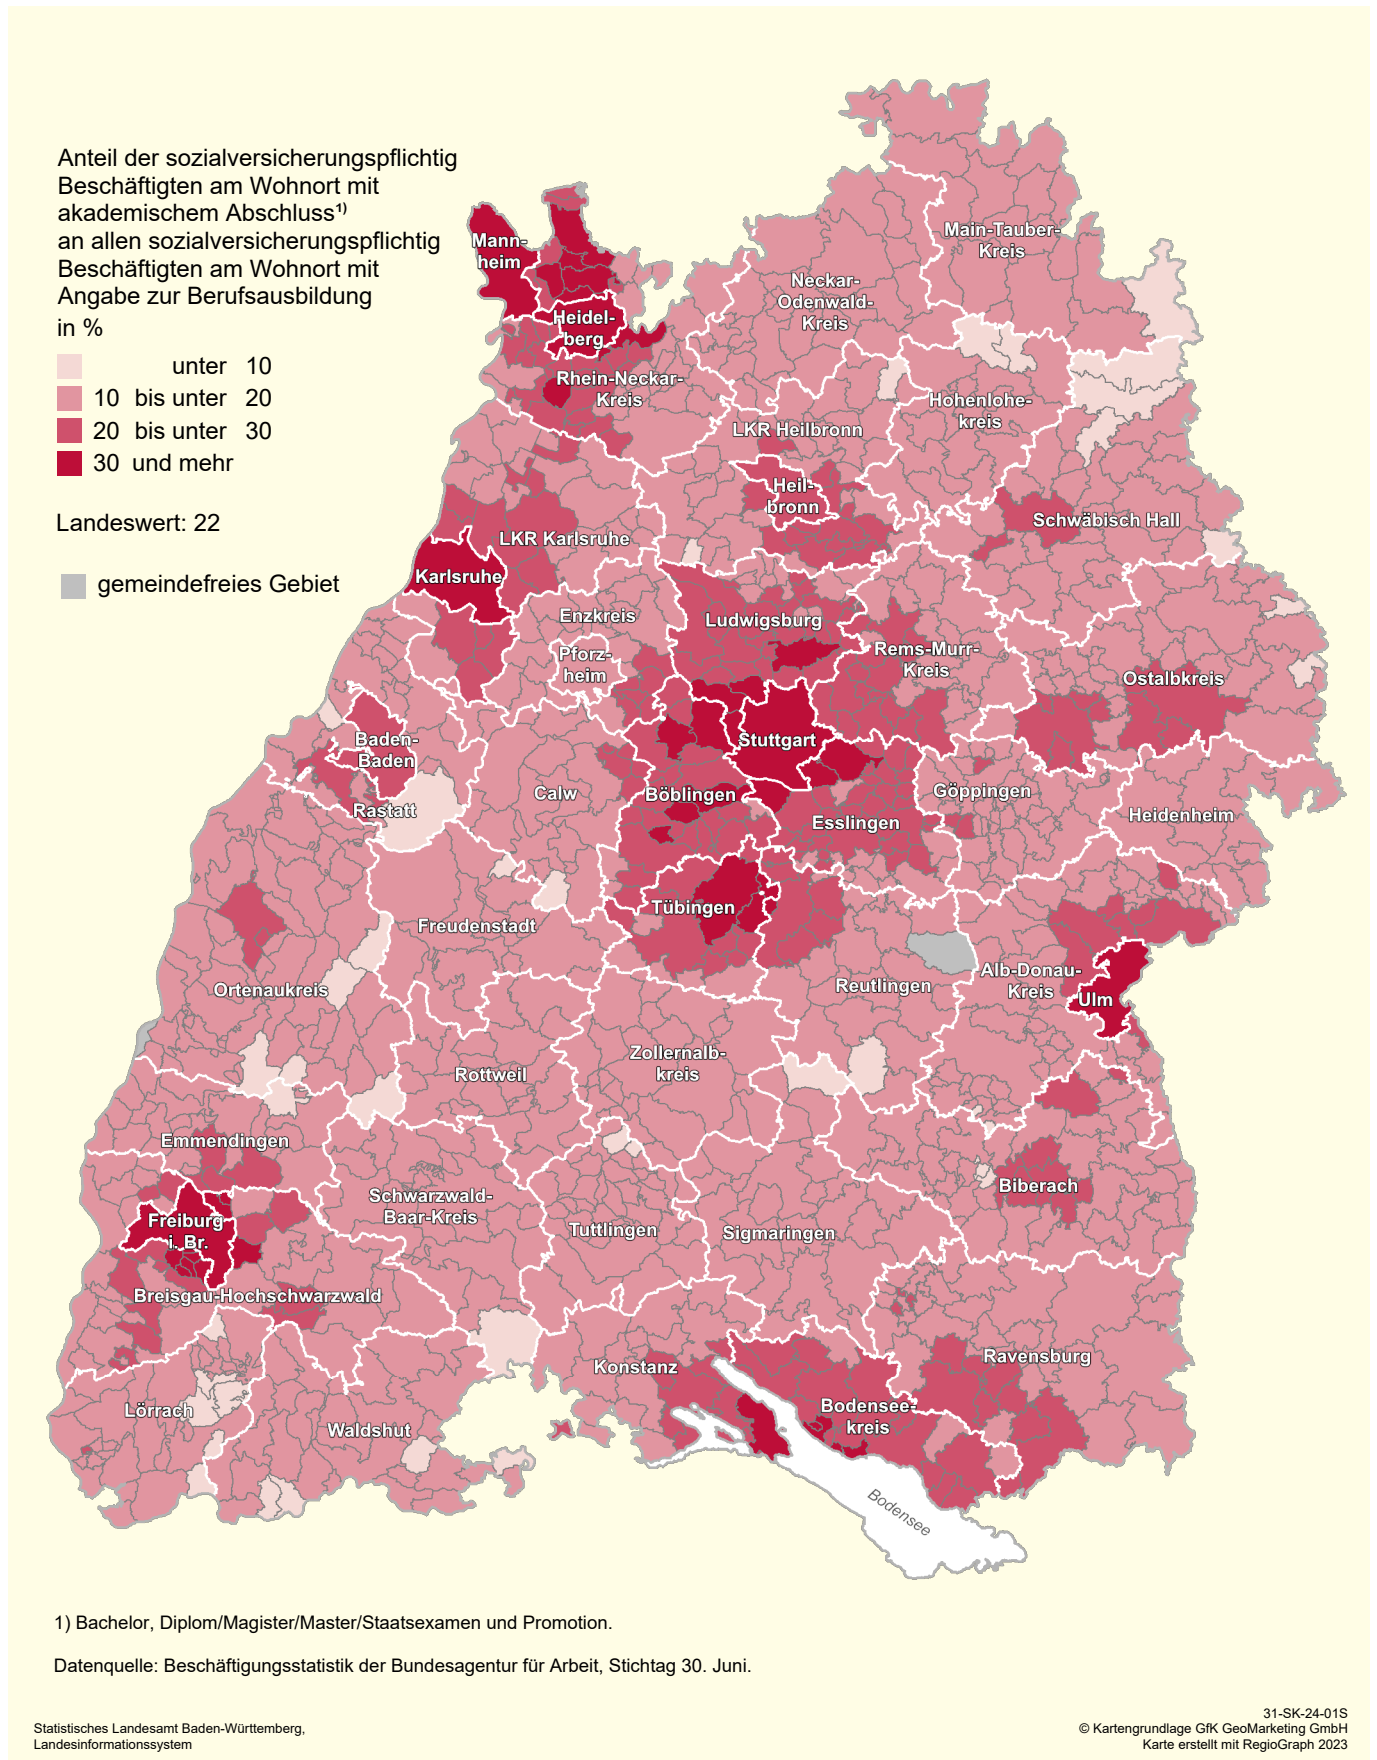 Anteil der sozialversicherungspflichtig
Beschäftigten am Wohnort mit
akademischem Abschluss¹⁾
an allen sozialversicherungspflichtig
Beschäftigten am Wohnort mit
Angabe zur Berufsausbildung
in %
unter 10
10 bis unter 20
20 bis unter 30
30 und mehr
Landeswert: 22
gemeindefreies Gebiet
Main-Tauber-
Kreis
Mann-
heim
Neckar-
Odenwald-
Kreis
Heidel-
berg
Rhein-Neckar-
Kreis
Hohenlohe-
kreis
LKR Heilbronn
Heil-
bronn
Schwäbisch Hall
LKR Karlsruhe
Karlsruhe
Enzkreis
Ludwigsburg
Pforz-
heim
Rems-Murr-
Kreis
Ostalbkreis
Baden-
Baden
Stuttgart
Rastatt
Calw
Böblingen
Esslingen
Göppingen
Heidenheim
Tübingen
Freudenstadt
Ortenaukreis
Reutlingen
Alb-Donau-
Kreis
Ulm
Rottweil
Zollernalb-
kreis
Emmendingen
Biberach
Schwarzwald-
Baar-Kreis
Freiburg
i. Br.
Tuttlingen
Sigmaringen
Breisgau-Hochschwarzwald
Konstanz
Ravensburg
Bodensee-
kreis
Lörrach
Waldshut
Bodensee
1) Bachelor, Diplom/Magister/Master/Staatsexamen und Promotion.
Datenquelle: Beschäftigungsstatistik der Bundesagentur für Arbeit, Stichtag 30. Juni.
Statistisches Landesamt Baden-Württemberg,
Landesinformationssystem
31-SK-24-01S
© Kartengrundlage GfK GeoMarketing GmbH
Karte erstellt mit RegioGraph 2023